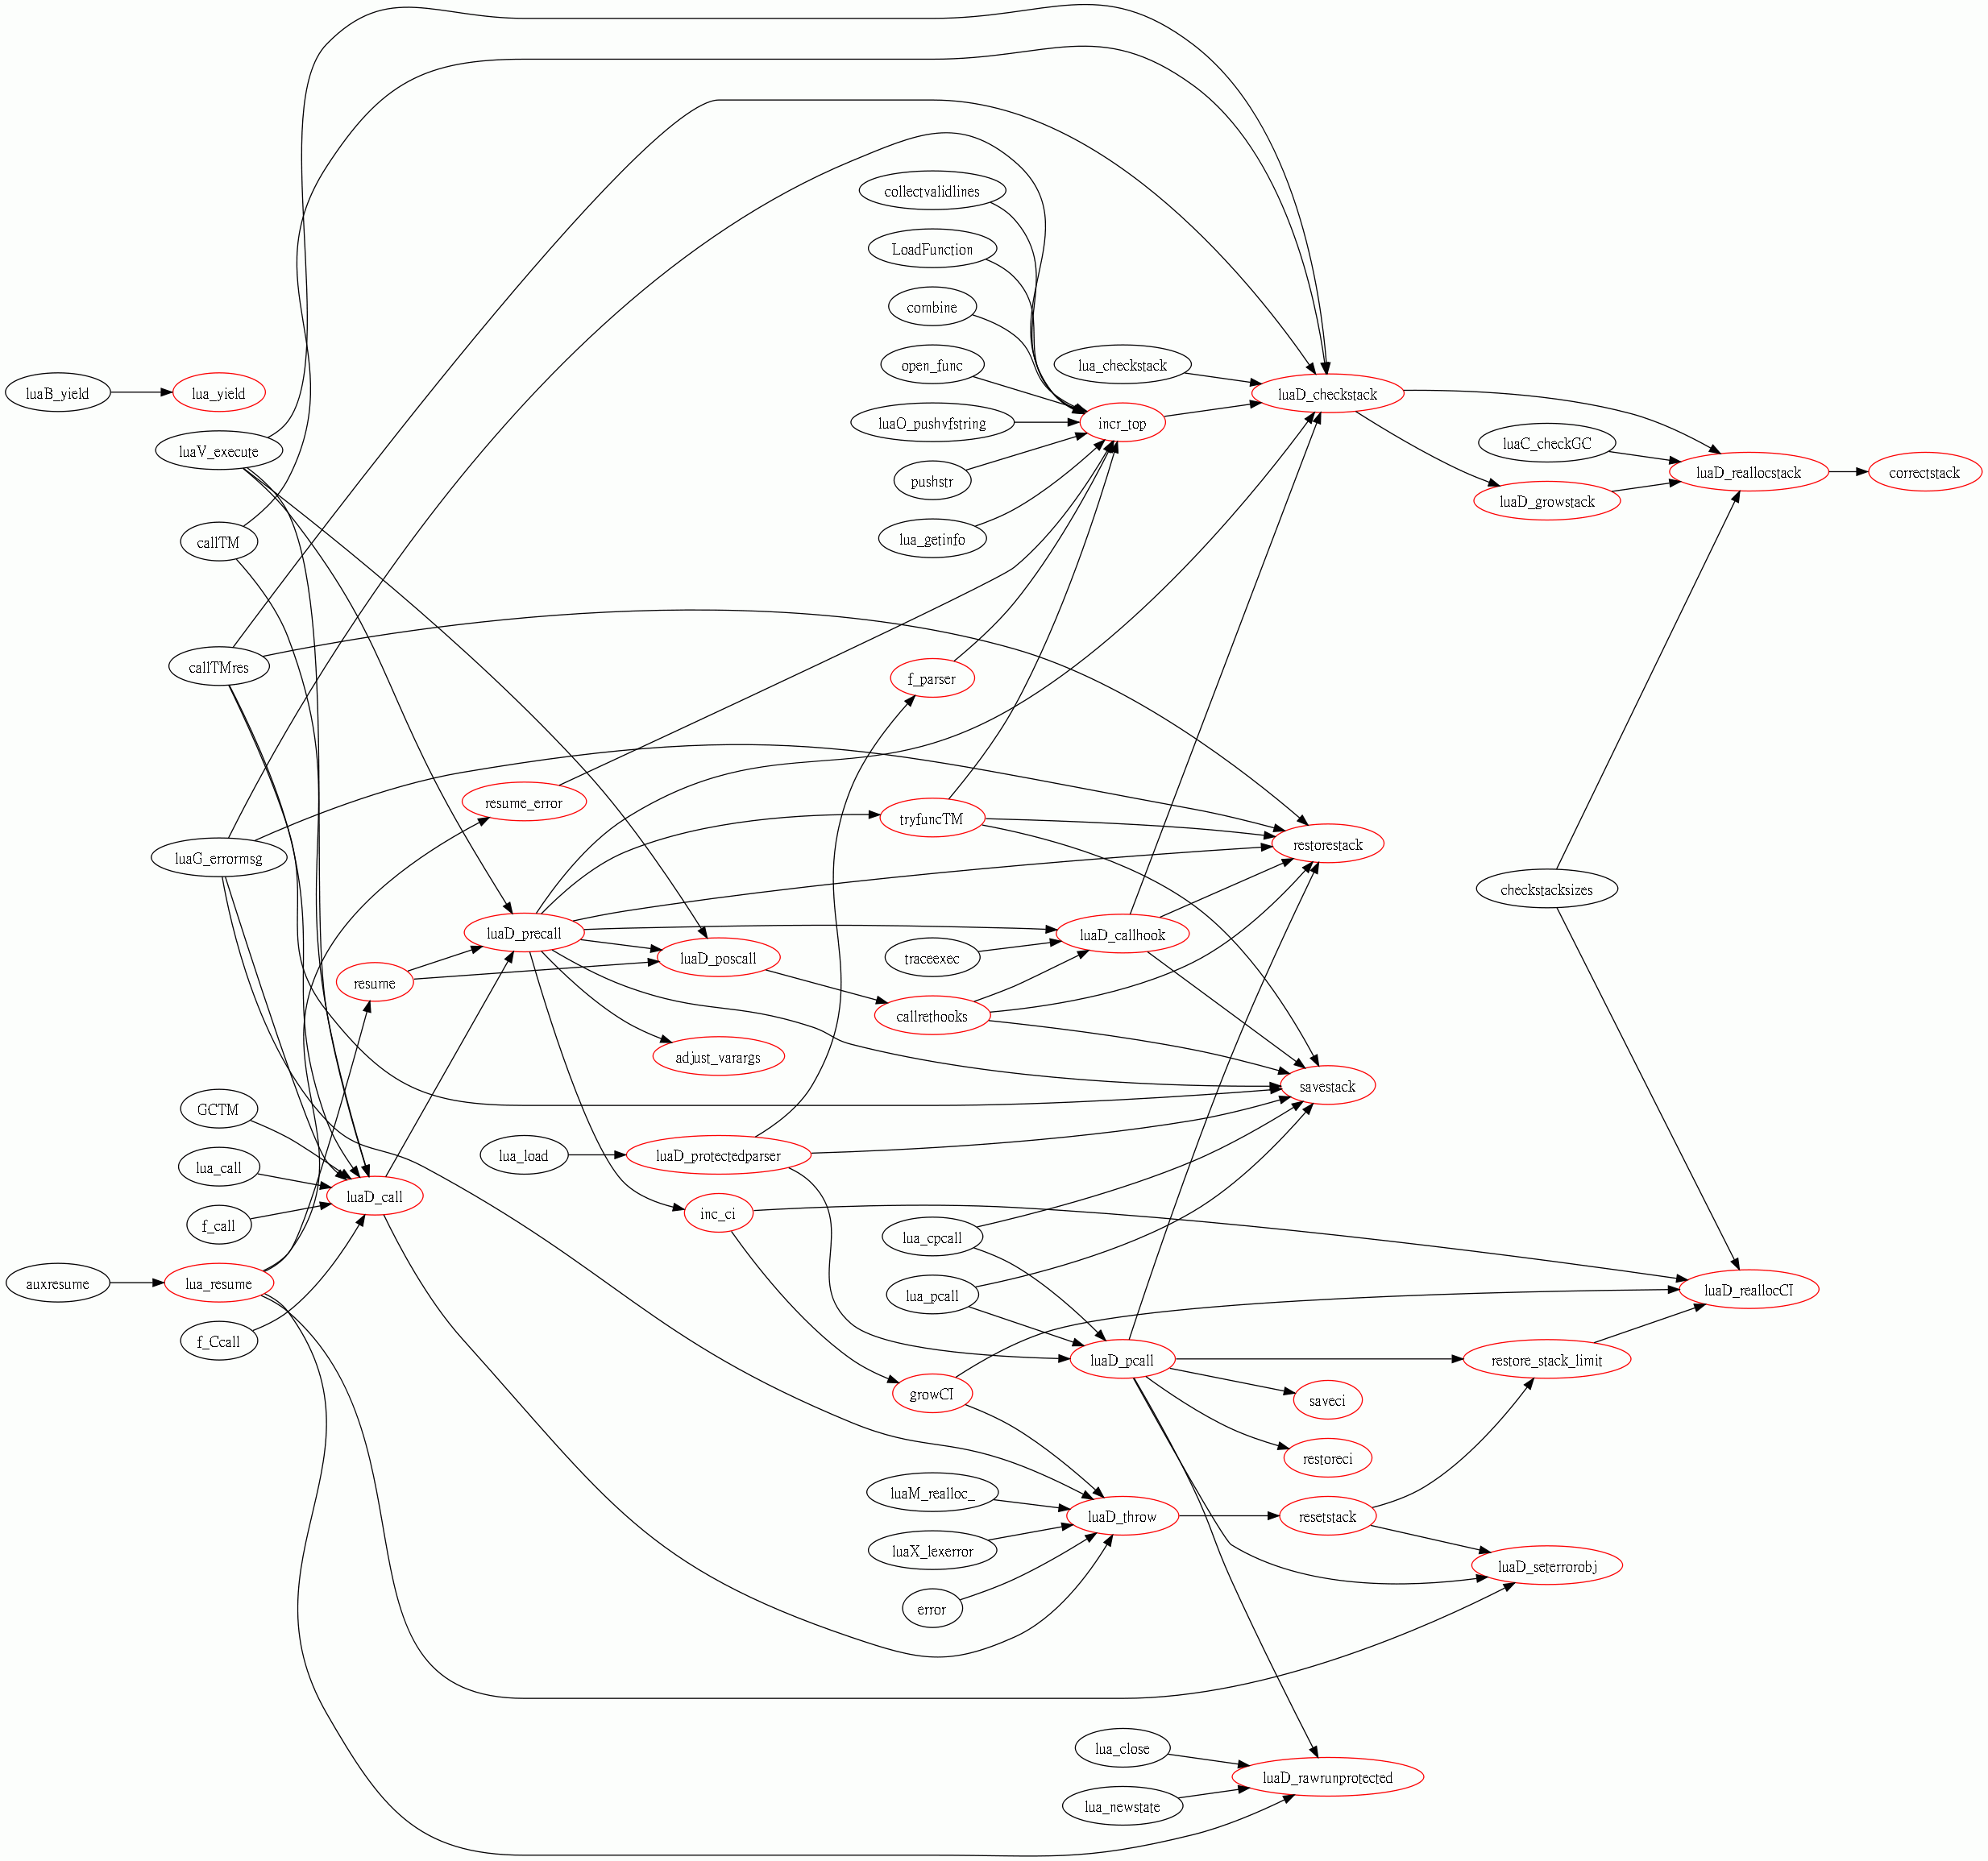 collectvalidlines
LoadFunction
combine
open_func
lua_checkstack
luaB_yield
lua_yield
luaD_checkstack
luaO_pushvfstring
incr_top
luaV_execute
luaC_checkGC
luaD_reallocstack
correctstack
pushstr
luaD_growstack
callTM
lua_getinfo
callTMres
f_parser
resume_error
tryfuncTM
restorestack
luaG_errormsg
checkstacksizes
luaD_precall
luaD_callhook
luaD_poscall
traceexec
resume
callrethooks
adjust_varargs
savestack
GCTM
lua_load
luaD_protectedparser
lua_call
luaD_call
inc_ci
f_call
lua_cpcall
auxresume
lua_resume
lua_pcall
luaD_reallocCI
f_Ccall
luaD_pcall
restore_stack_limit
growCI
saveci
restoreci
luaM_realloc_
luaD_throw
resetstack
luaX_lexerror
luaD_seterrorobj
error
lua_close
luaD_rawrunprotected
lua_newstate